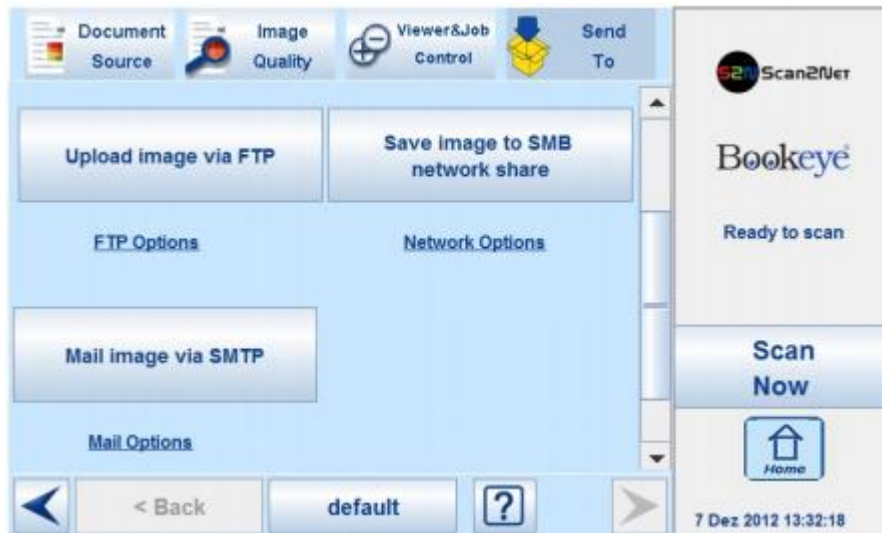 Document
Source
Image
Quality
Viewer&Job
Control
Send
To
Upload image via FTP
Save image to SMB
network share
FTP Options
Network Options
Mail image via SMTP
Mail Options
< Back
default
?
S2N Scan2Net
Bookeye
Ready to scan
Scan
Now
Home
7 Dez 2012 13:32:18